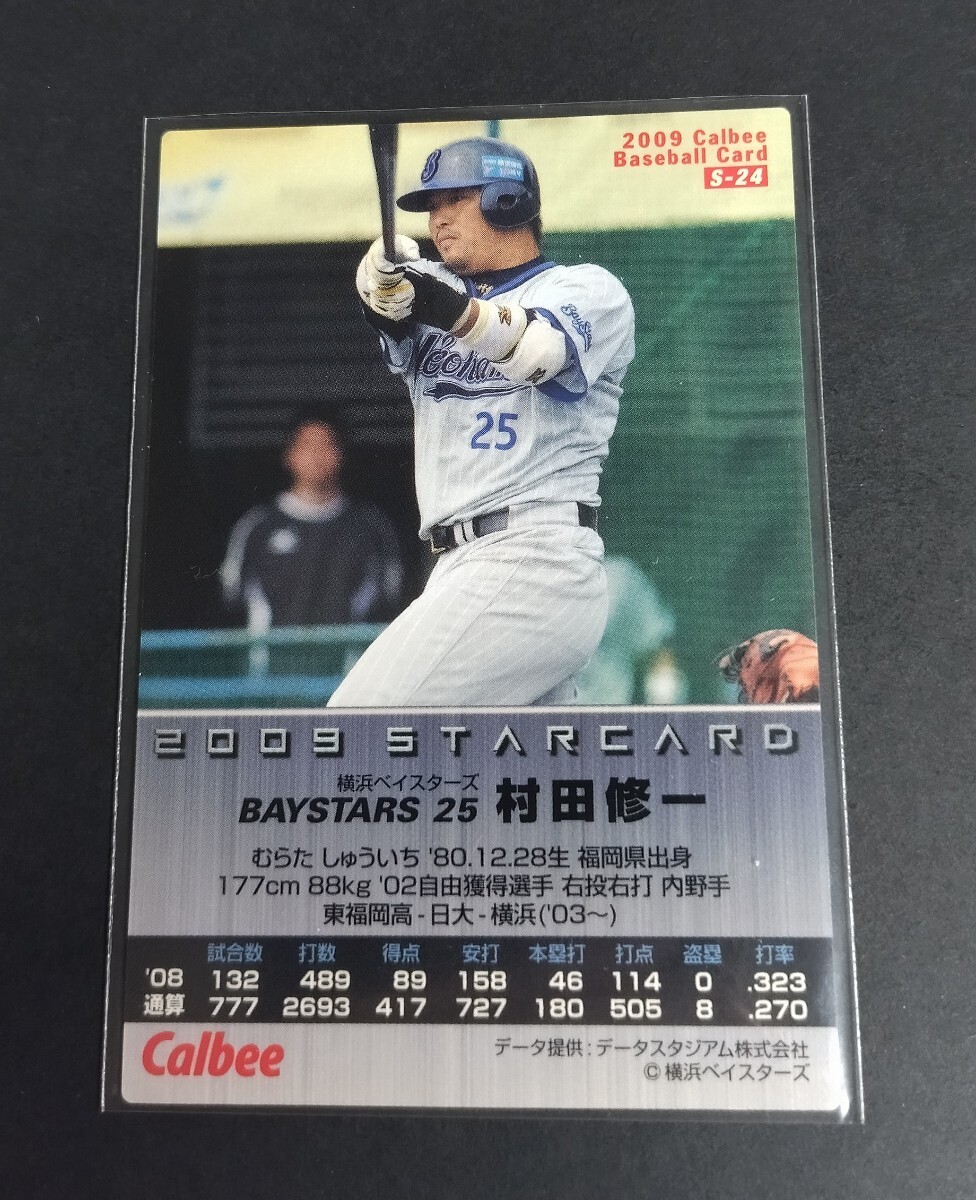 2009 Calbee
Baseball Card
S-24
B
BayStars
25
2009 STARCARD
横浜ベイスターズ
BAYSTARS 25 村田修一
むらた しゅういち '80.12.28生 福岡県出身
177cm 88kg '02自由獲得選手 右投右打 内野手
東福岡高-日大-横浜('03～)
試合数 打数 得点 安打 本塁打 打点 盗塁 打率
'08 132 489 89 158 46 114 0 .323
通算 777 2693 417 727 180 505 8 .270
Calbee
データ提供:データスタジアム株式会社
©横浜ベイスターズ